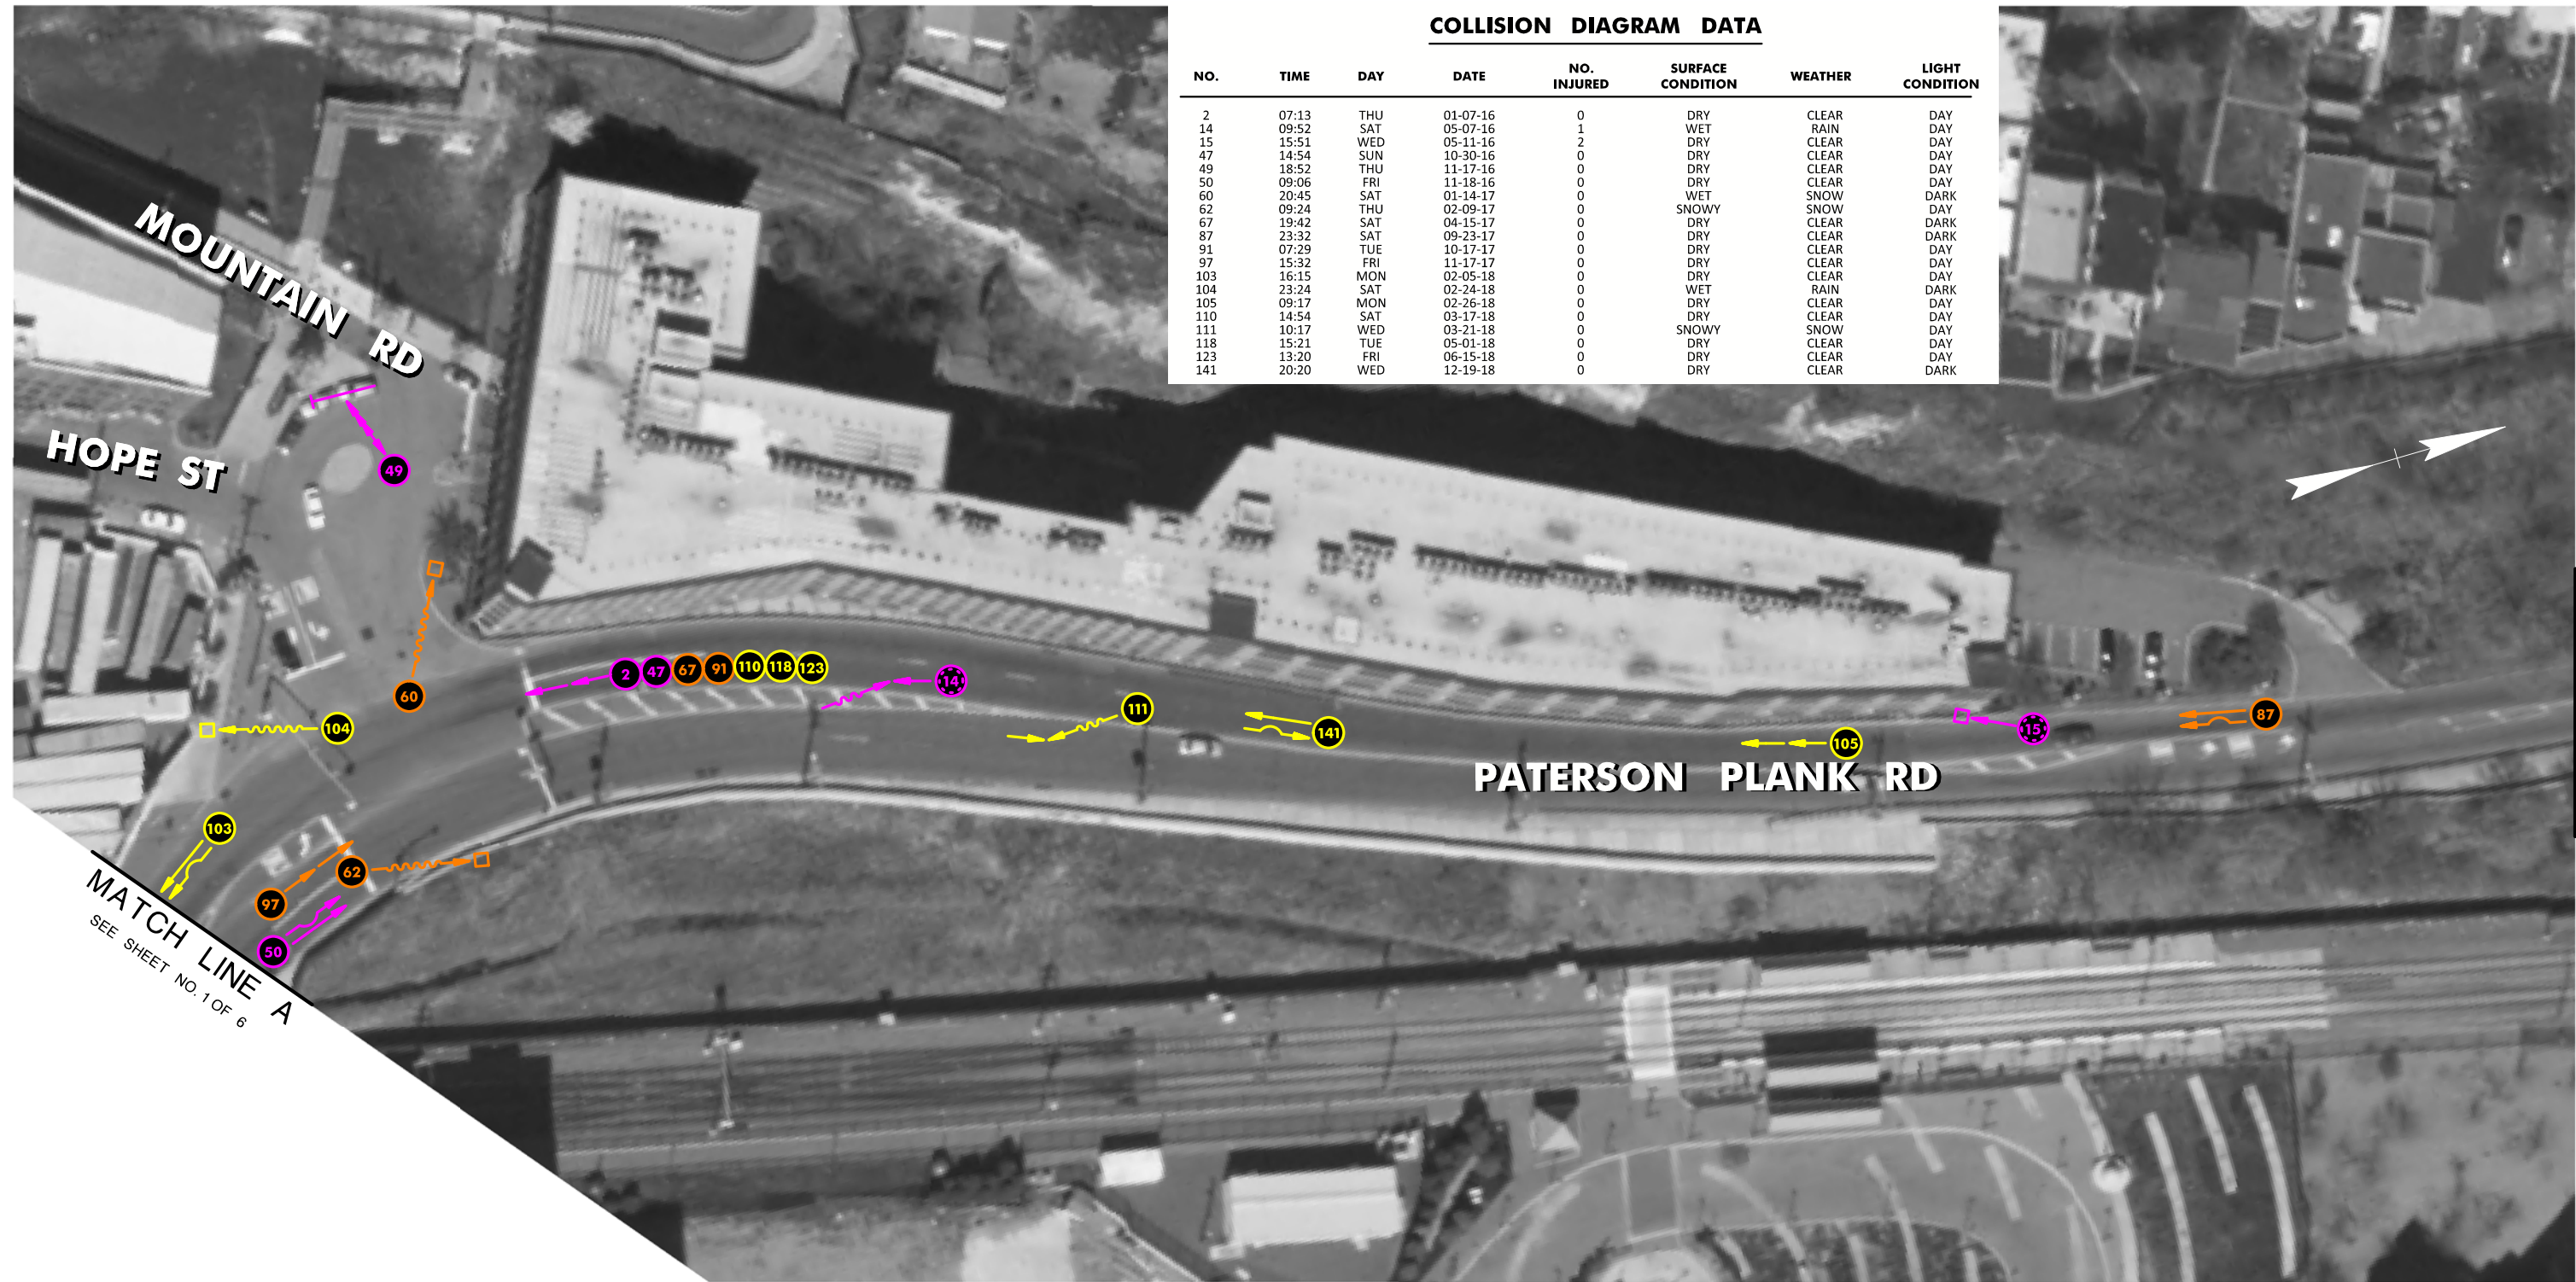 COLLISION DIAGRAM DATA
NO. TIME DAY DATE NO. INJURED SURFACE CONDITION WEATHER LIGHT CONDITION
2 07:13 THU 01-07-16 0 DRY CLEAR DAY
14 09:52 SAT 05-07-16 1 WET RAIN DAY
15 15:51 WED 05-11-16 2 DRY CLEAR DAY
47 14:54 SUN 10-30-16 0 DRY CLEAR DAY
49 18:52 THU 11-17-16 0 DRY CLEAR DAY
50 09:06 FRI 11-18-16 0 DRY CLEAR DAY
60 20:45 SAT 01-14-17 0 WET SNOW DARK
62 09:24 THU 02-09-17 0 SNOWY SNOW DAY
67 19:42 SAT 04-15-17 0 DRY CLEAR DARK
87 23:32 SAT 09-23-17 0 DRY CLEAR DARK
91 07:29 TUE 10-17-17 0 DRY CLEAR DAY
97 15:32 FRI 11-17-17 0 DRY CLEAR DAY
103 16:15 MON 02-05-18 0 DRY CLEAR DAY
104 23:24 SAT 02-24-18 0 WET RAIN DARK
105 09:17 MON 02-26-18 0 DRY CLEAR DAY
110 14:54 SAT 03-17-18 0 DRY CLEAR DAY
111 10:17 WED 03-21-18 0 SNOWY SNOW DAY
118 15:21 TUE 05-01-18 0 DRY CLEAR DAY
123 13:20 FRI 06-15-18 0 DRY CLEAR DAY
141 20:20 WED 12-19-18 0 DRY CLEAR DARK
MOUNTAIN RD
HOPE ST
49
60
2 47 67 91 110 118 123
14
111
141
105
15
87
PATERSON PLANK RD
104
103
62
97
50
MATCH LINE A
SEE SHEET NO. 1 OF 6